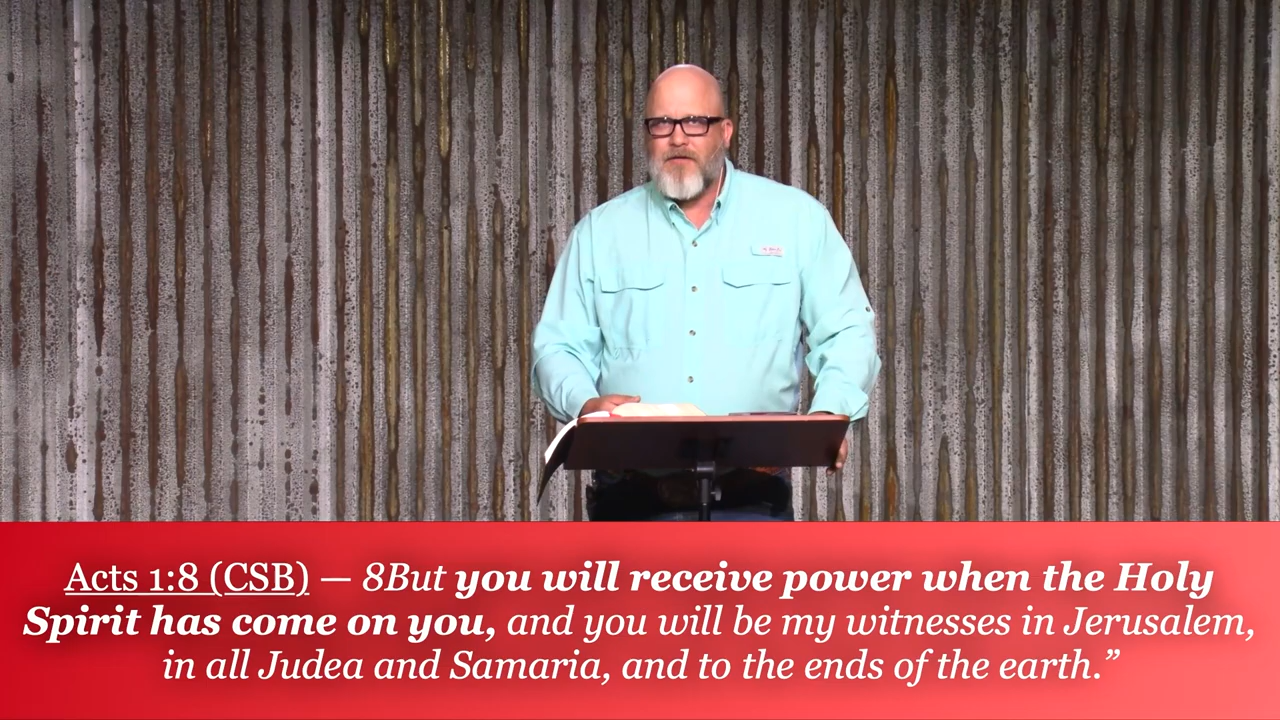 Acts 1:8 (CSB) — 8But you will receive power when the Holy
Spirit has come on you, and you will be my witnesses in Jerusalem,
in all Judea and Samaria, and to the ends of the earth.”